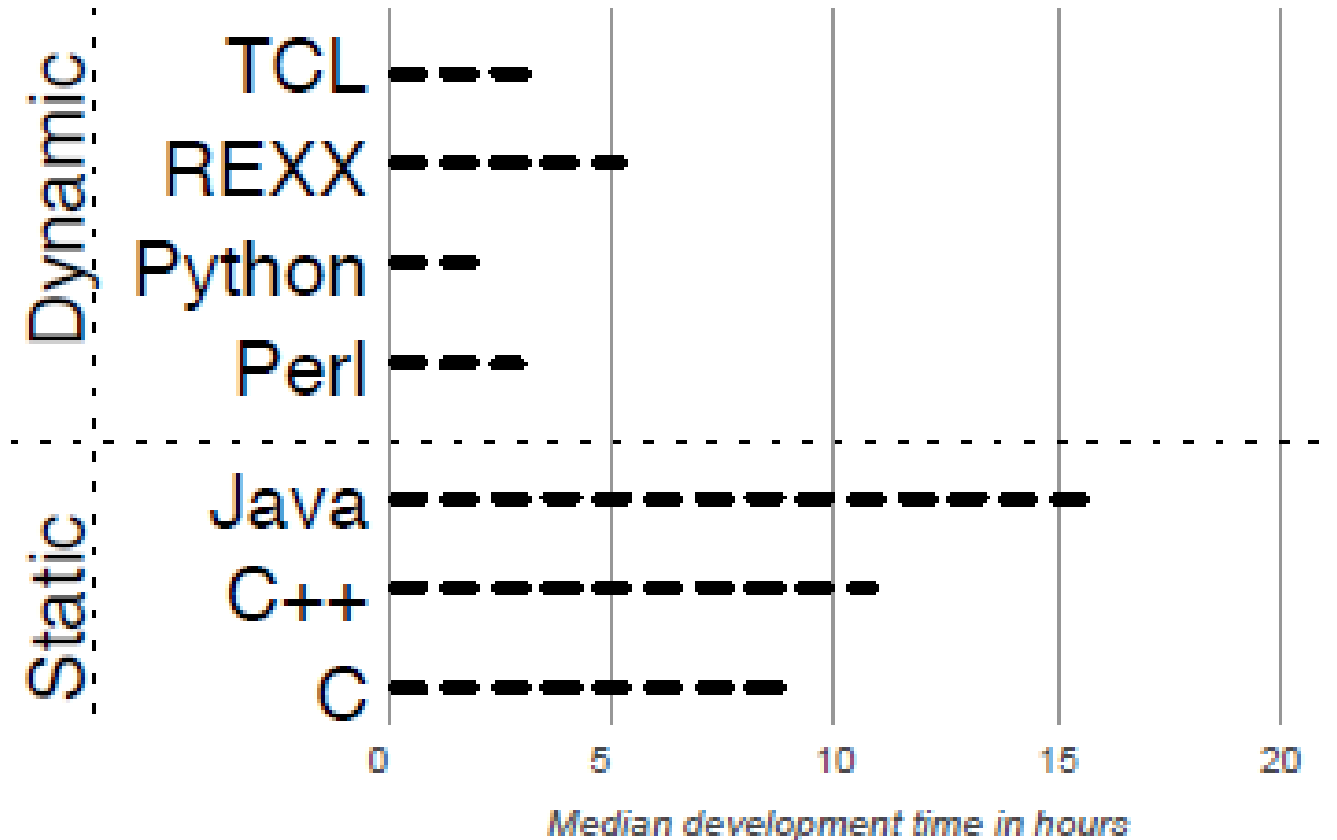 Dynamic
TCL
REXX
Python
Perl
Static
Java
C++
C
0 5 10 15 20
Median development time in hours